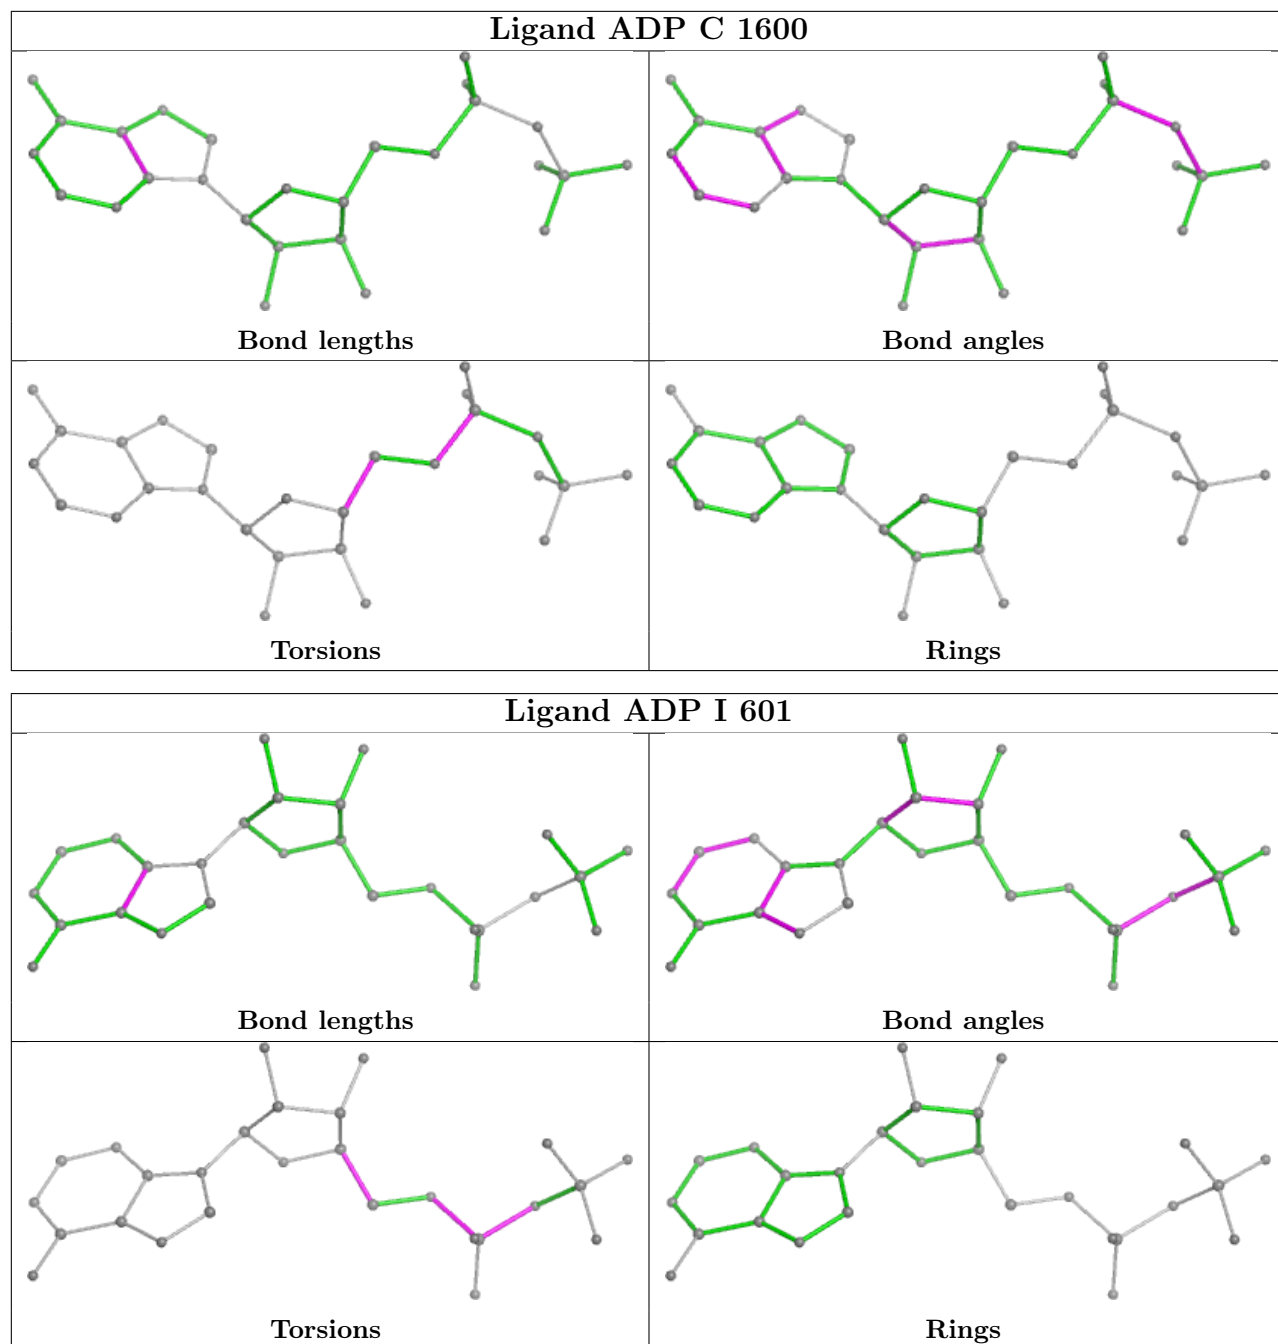 Ligand ADP C 1600
Bond lengths
Bond angles
Torsions
Rings
Ligand ADP I 601
Bond lengths
Bond angles
Torsions
Rings